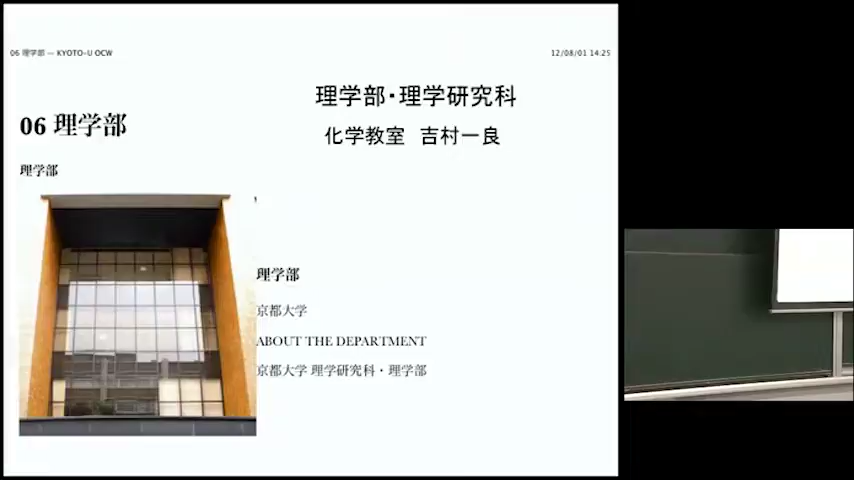 06 理学部 — KYOTO-U OCW
12/08/01 14:25
理学部・理学研究科
化学教室 吉村一良
06 理学部
理学部
理学部
京都大学
ABOUT THE DEPARTMENT
京都大学 理学研究科・理学部